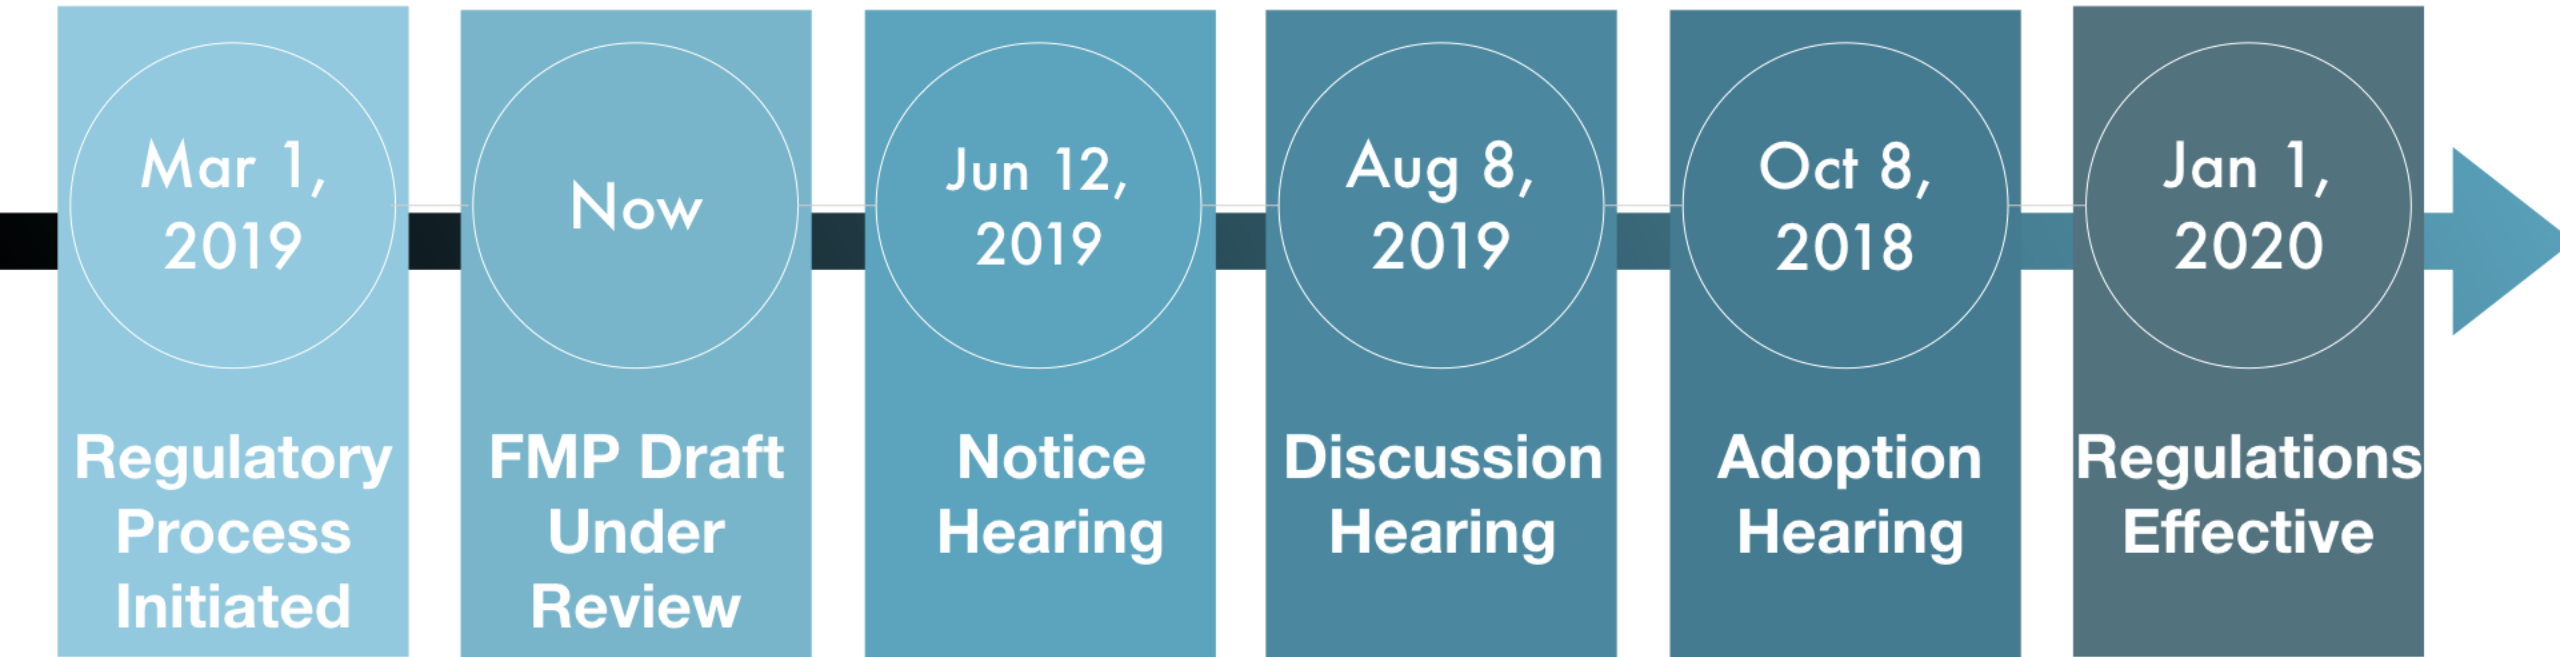 Mar 1,
2019
Regulatory
Process
Initiated
Now
FMP Draft
Under
Review
Jun 12,
2019
Notice
Hearing
Aug 8,
2019
Discussion
Hearing
Oct 8,
2018
Adoption
Hearing
Jan 1,
2020
Regulations
Effective